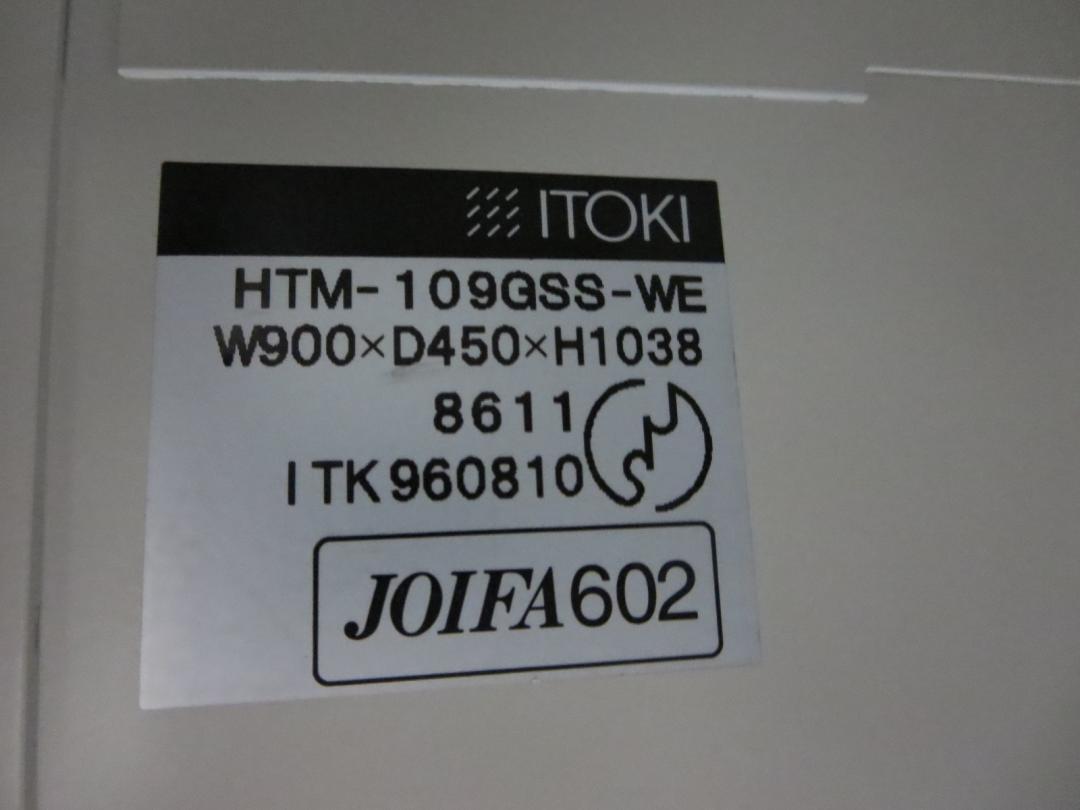 ITOKI
HTM-109GSS-WE
W900×D450×H1038
8611
ITK960810
JOIFA602